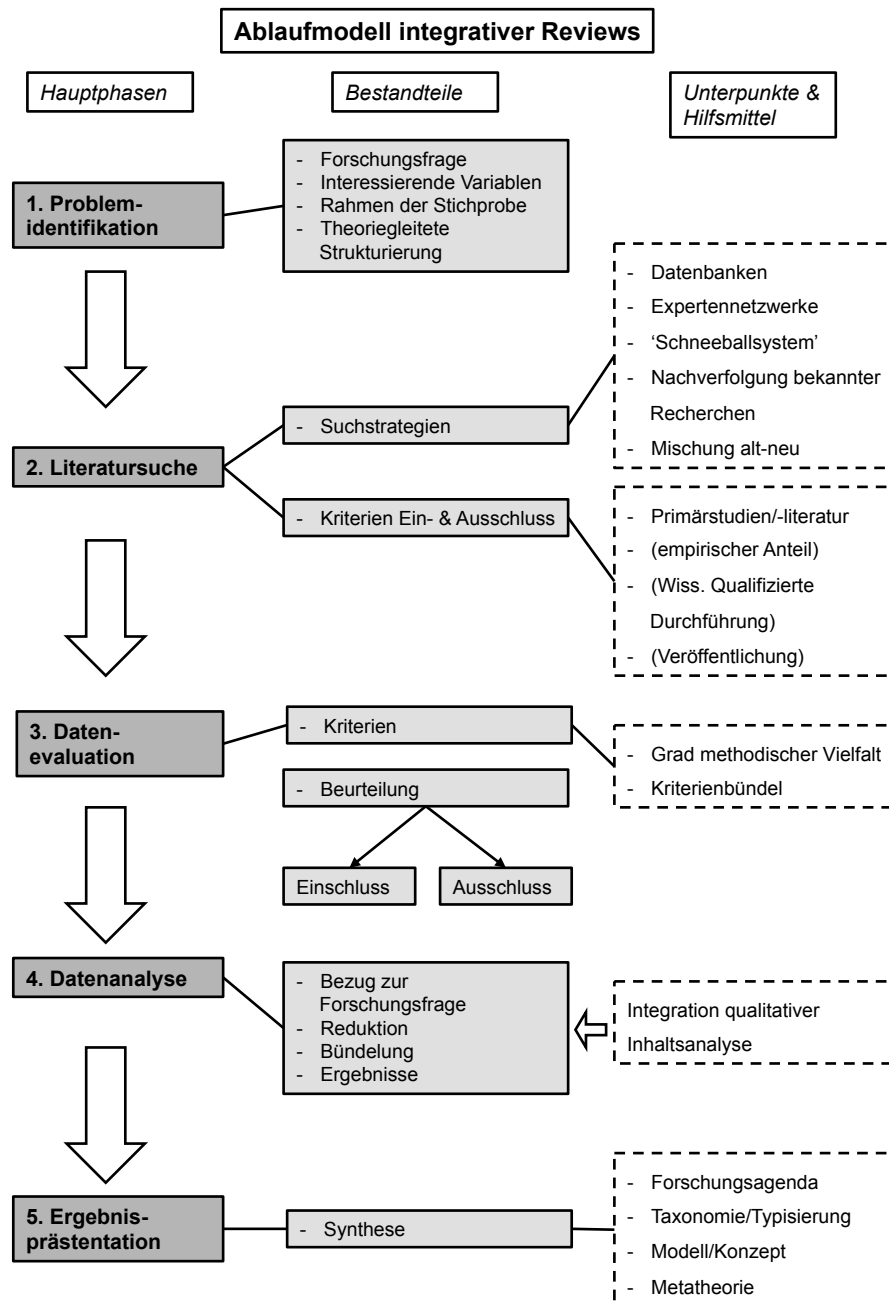 Ablaufmodell integrativer Reviews
Hauptphasen
Bestandteile
Unterpunkte &
Hilfsmittel
1. Problem-
identifikation
- Forschungsfrage
- Interessierende Variablen
- Rahmen der Stichprobe
- Theoriegleitete
Strukturierung
- Datenbanken
- Expertennetzwerke
- ‘Schneeballsystem’
- Nachverfolgung bekannter
Recherchen
- Mischung alt-neu
2. Literatursuche
- Suchstrategien
- Kriterien Ein- & Ausschluss
- Primärstudien/-literatur
- (empirischer Anteil)
- (Wiss. Qualifizierte
Durchführung)
- (Veröffentlichung)
3. Daten-
evaluation
- Kriterien
- Beurteilung
Einschluss
Ausschluss
- Grad methodischer Vielfalt
- Kriterienbündel
4. Datenanalyse
- Bezug zur
Forschungsfrage
- Reduktion
- Bündelung
- Ergebnisse
Integration qualitativer
Inhaltsanalyse
5. Ergebnis-
prästentation
- Synthese
- Forschungsagenda
- Taxonomie/Typisierung
- Modell/Konzept
- Metatheorie